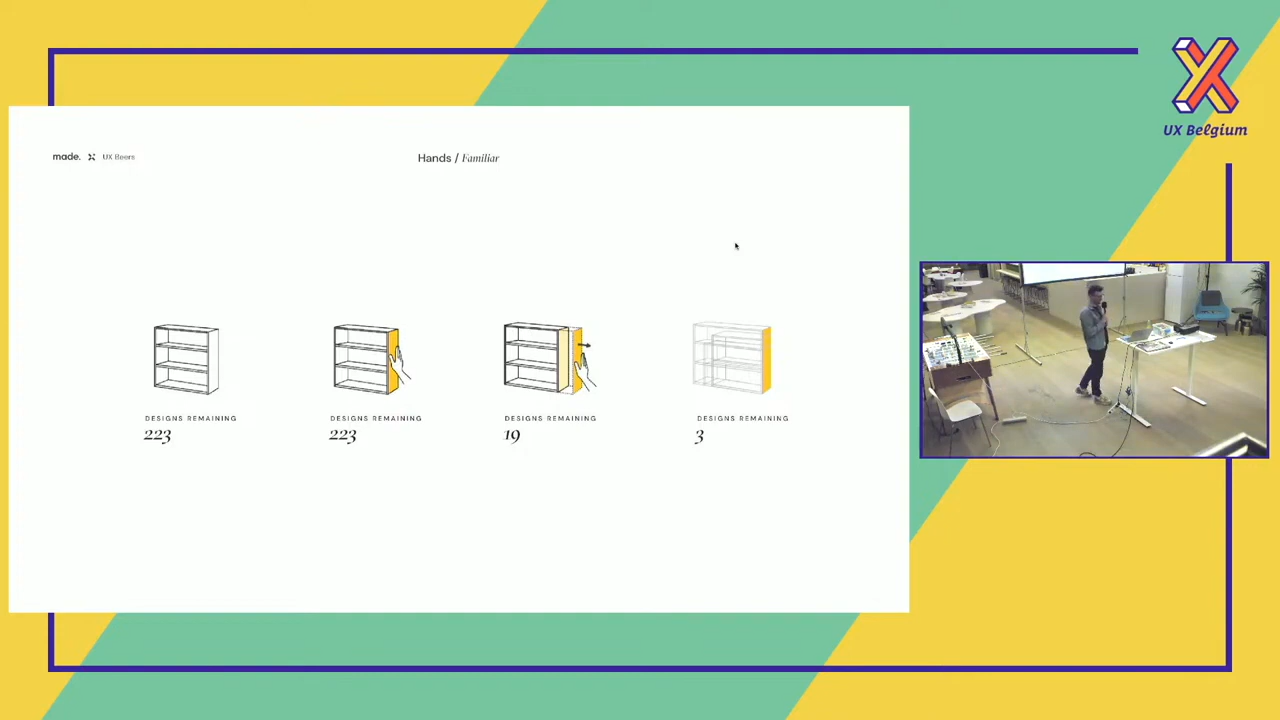 UX Belgium
made. UX Beers
Hands / Familiar
DESIGNS REMAINING
223
DESIGNS REMAINING
223
DESIGNS REMAINING
19
DESIGNS REMAINING
3